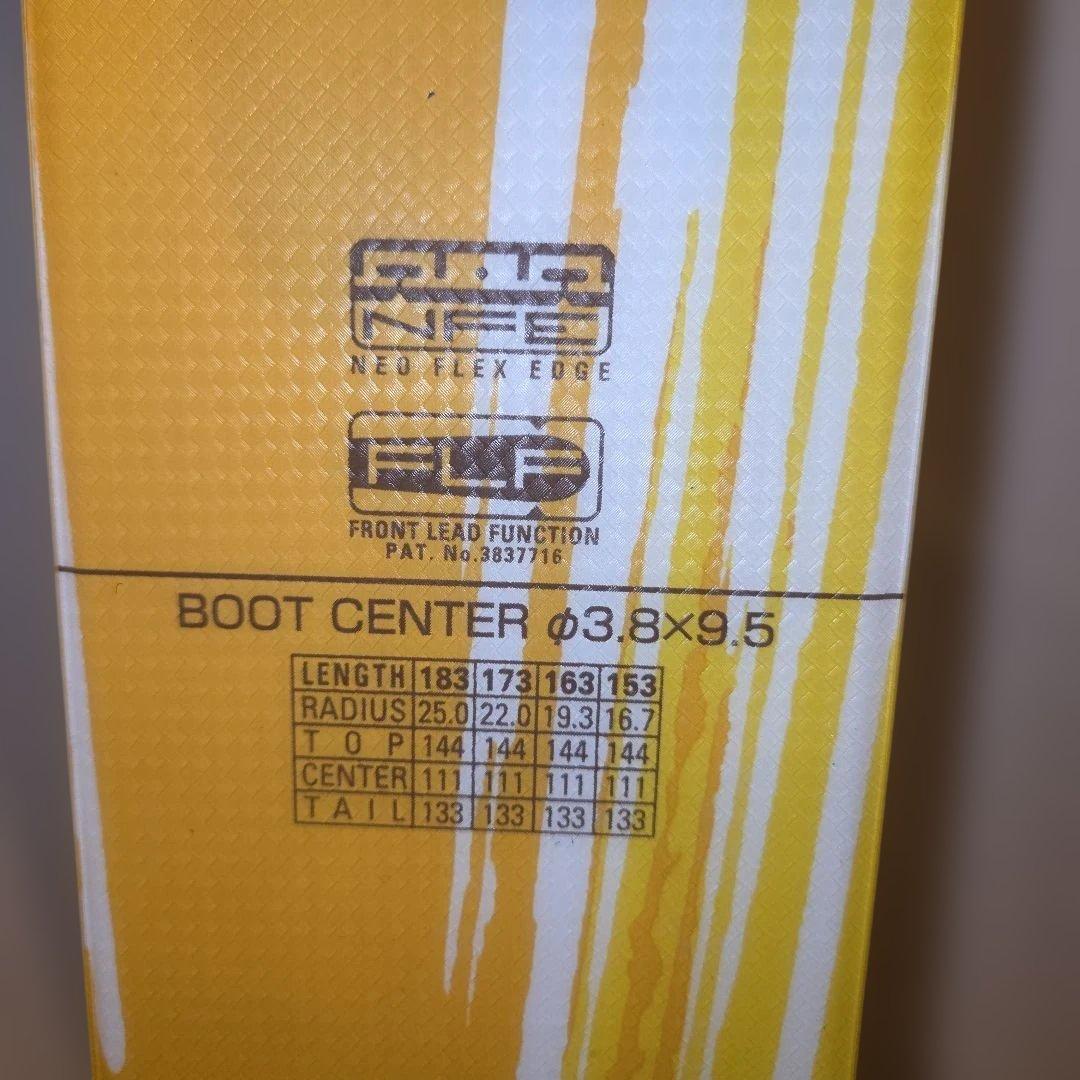 NFE
NEO FLEX EDGE
FLF
FRONT LEAD FUNCTION
PAT. No.3837716
BOOT CENTER φ3.8×9.5
LENGTH 183 173 163 153
RADIUS 25.0 22.0 19.3 16.7
TOP 144 144 144 144
CENTER 111 111 111 111
TAIL 133 133 133 133